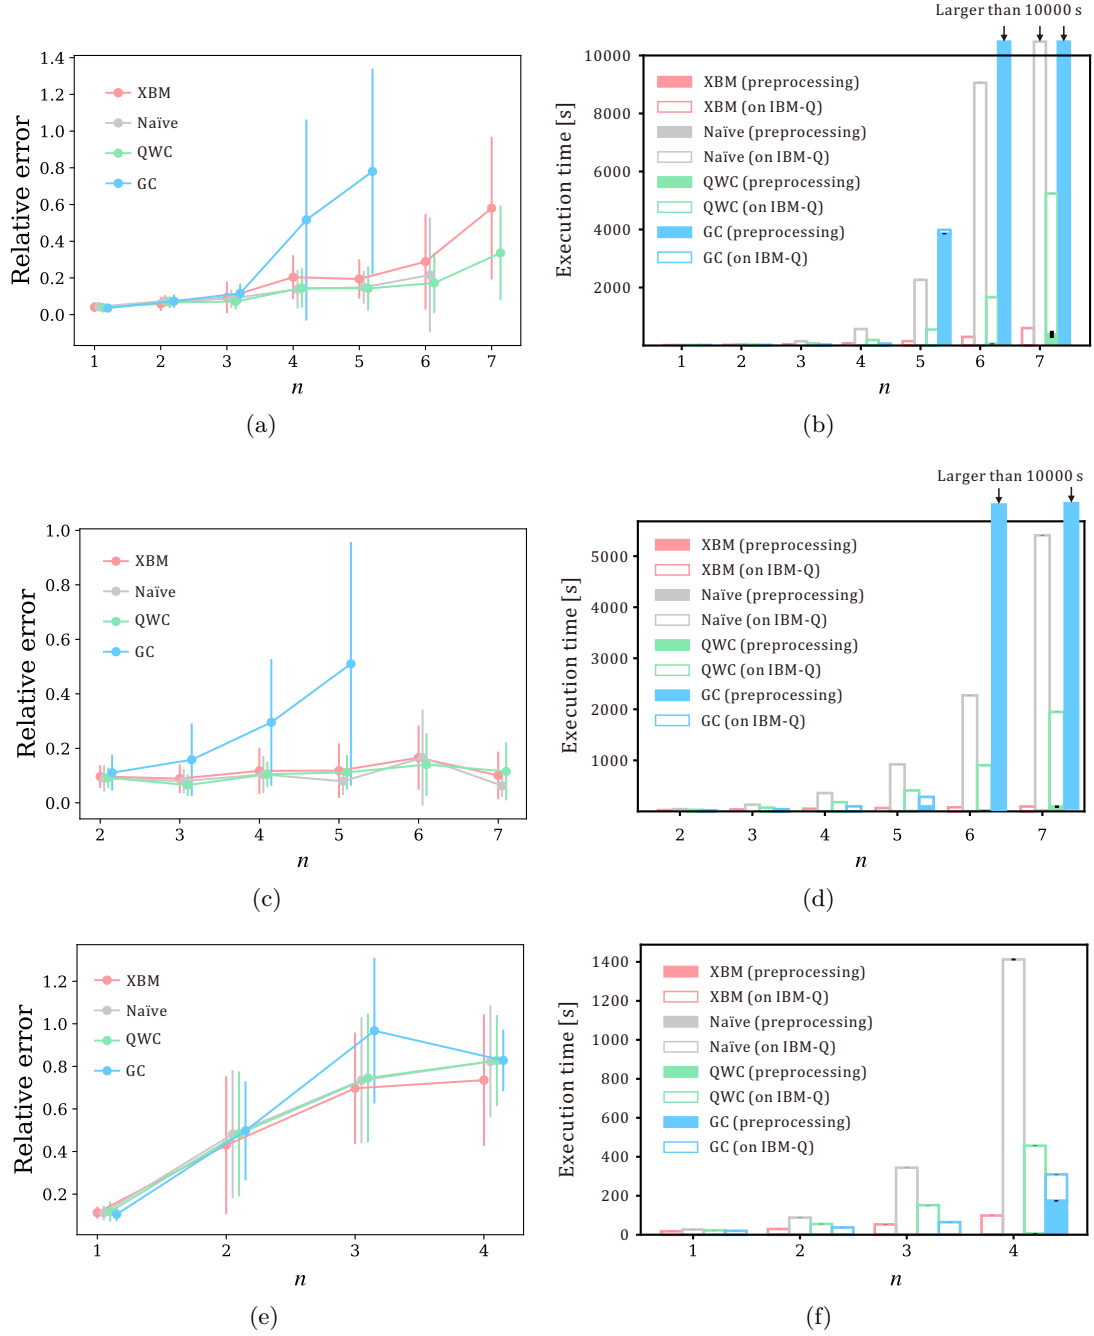 Relative error
1.4
1.2
1.0
0.8
0.6
0.4
0.2
0.0
XBM
Naïve
QWC
GC
1 2 3 4 5 6 7
n
(a)
Larger than 10000 s
Execution time [s]
10000
8000
6000
4000
2000
XBM (preprocessing)
XBM (on IBM-Q)
Naïve (preprocessing)
Naïve (on IBM-Q)
QWC (preprocessing)
QWC (on IBM-Q)
GC (preprocessing)
GC (on IBM-Q)
1 2 3 4 5 6 7
n
(b)
Relative error
1.0
0.8
0.6
0.4
0.2
0.0
XBM
Naïve
QWC
GC
2 3 4 5 6 7
n
(c)
Larger than 10000 s
Execution time [s]
5000
4000
3000
2000
1000
XBM (preprocessing)
XBM (on IBM-Q)
Naïve (preprocessing)
Naïve (on IBM-Q)
QWC (preprocessing)
QWC (on IBM-Q)
GC (preprocessing)
GC (on IBM-Q)
2 3 4 5 6 7
n
(d)
Relative error
1.2
1.0
0.8
0.6
0.4
0.2
XBM
Naïve
QWC
GC
1 2 3 4
n
(e)
Execution time [s]
1400
1200
1000
800
600
400
200
0
XBM (preprocessing)
XBM (on IBM-Q)
Naïve (preprocessing)
Naïve (on IBM-Q)
QWC (preprocessing)
QWC (on IBM-Q)
GC (preprocessing)
GC (on IBM-Q)
1 2 3 4
n
(f)